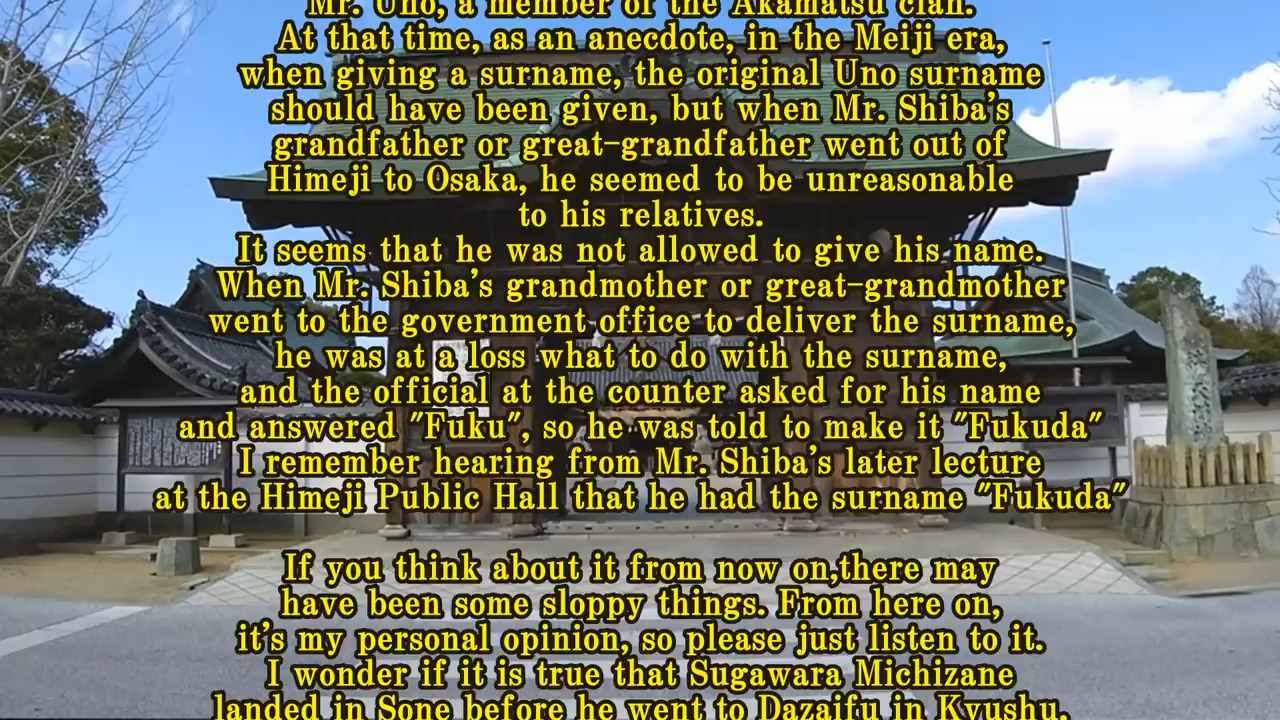 Mr. Uno, a member of the Akamatsu clan.
At that time, as an anecdote, in the Meiji era,
when giving a surname, the original Uno surname
should have been given, but when Mr. Shiba's
grandfather or great-grandfather went out of
Himeji to Osaka, he seemed to be unreasonable
to his relatives.
It seems that he was not allowed to give his name.
When Mr. Shiba's grandmother or great-grandmother
went to the government office to deliver the surname,
he was at a loss what to do with the surname,
and the official at the counter asked for his name
and answered "Fuku", so he was told to make it "Fukuda"
I remember hearing from Mr. Shiba's later lecture
at the Himeji Public Hall that he had the surname "Fukuda"
If you think about it from now on,there may
have been some sloppy things. From here on,
it's my personal opinion, so please just listen to it.
I wonder if it is true that Sugawara Michizane
landed in Sone before he went to Dazaifu in Kyushu.